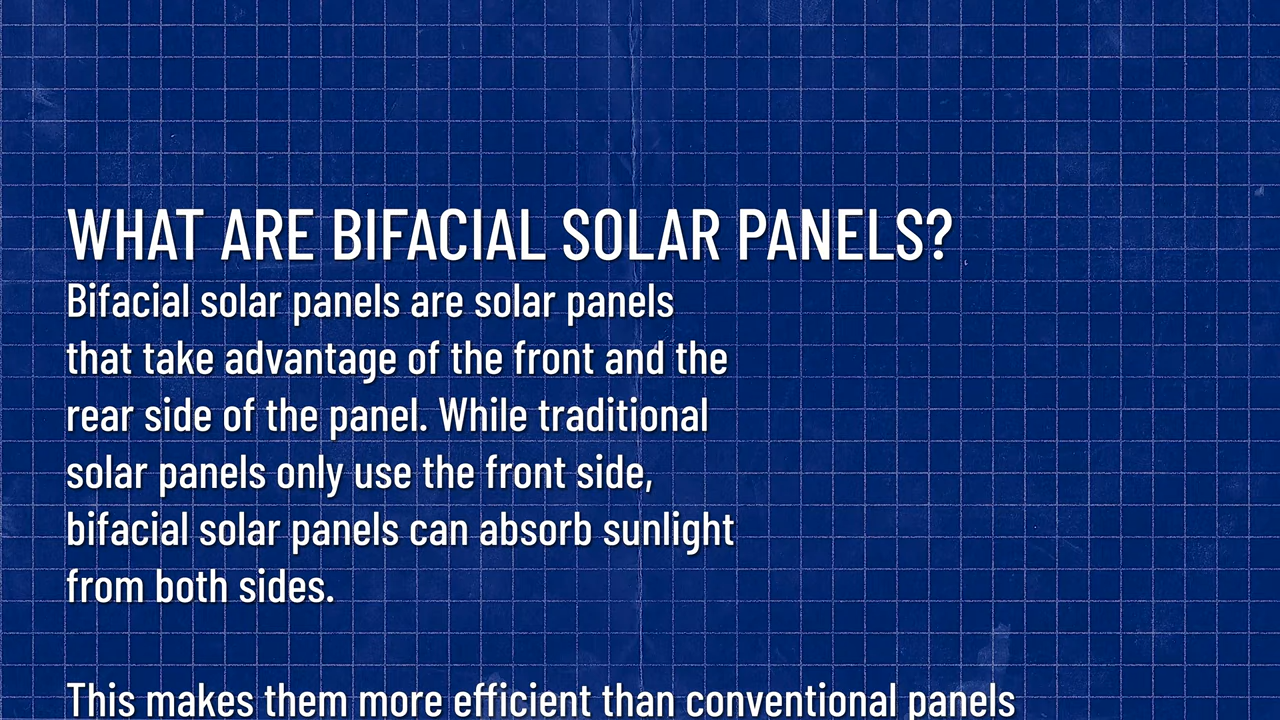 WHAT ARE BIFACIAL SOLAR PANELS?
Bifacial solar panels are solar panels
that take advantage of the front and the
rear side of the panel. While traditional
solar panels only use the front side,
bifacial solar panels can absorb sunlight
from both sides.
This makes them more efficient than conventional panels